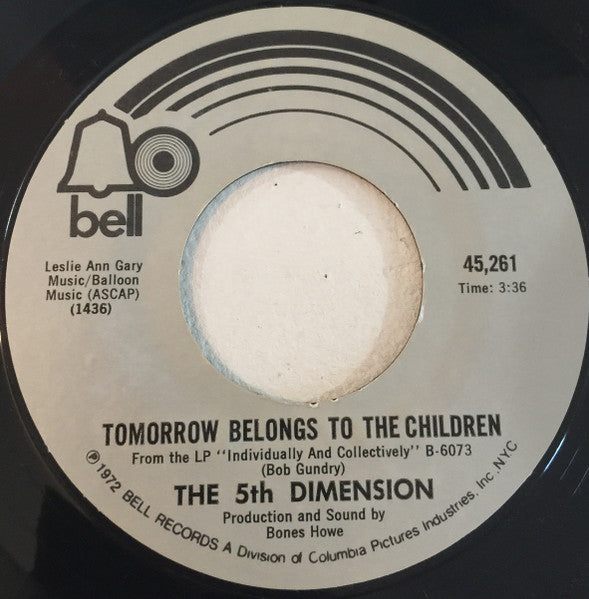 bell
Leslie Ann Gary
Music/Balloon
Music (ASCAP)
(1436)
45,261
Time: 3:36
TOMORROW BELONGS TO THE CHILDREN
From the LP "Individually And Collectively" B-6073
(Bob Gundry)
THE 5th DIMENSION
Production and Sound by
Bones Howe
℗ 1972 BELL RECORDS A Division of Columbia Pictures Industries, Inc. NYC